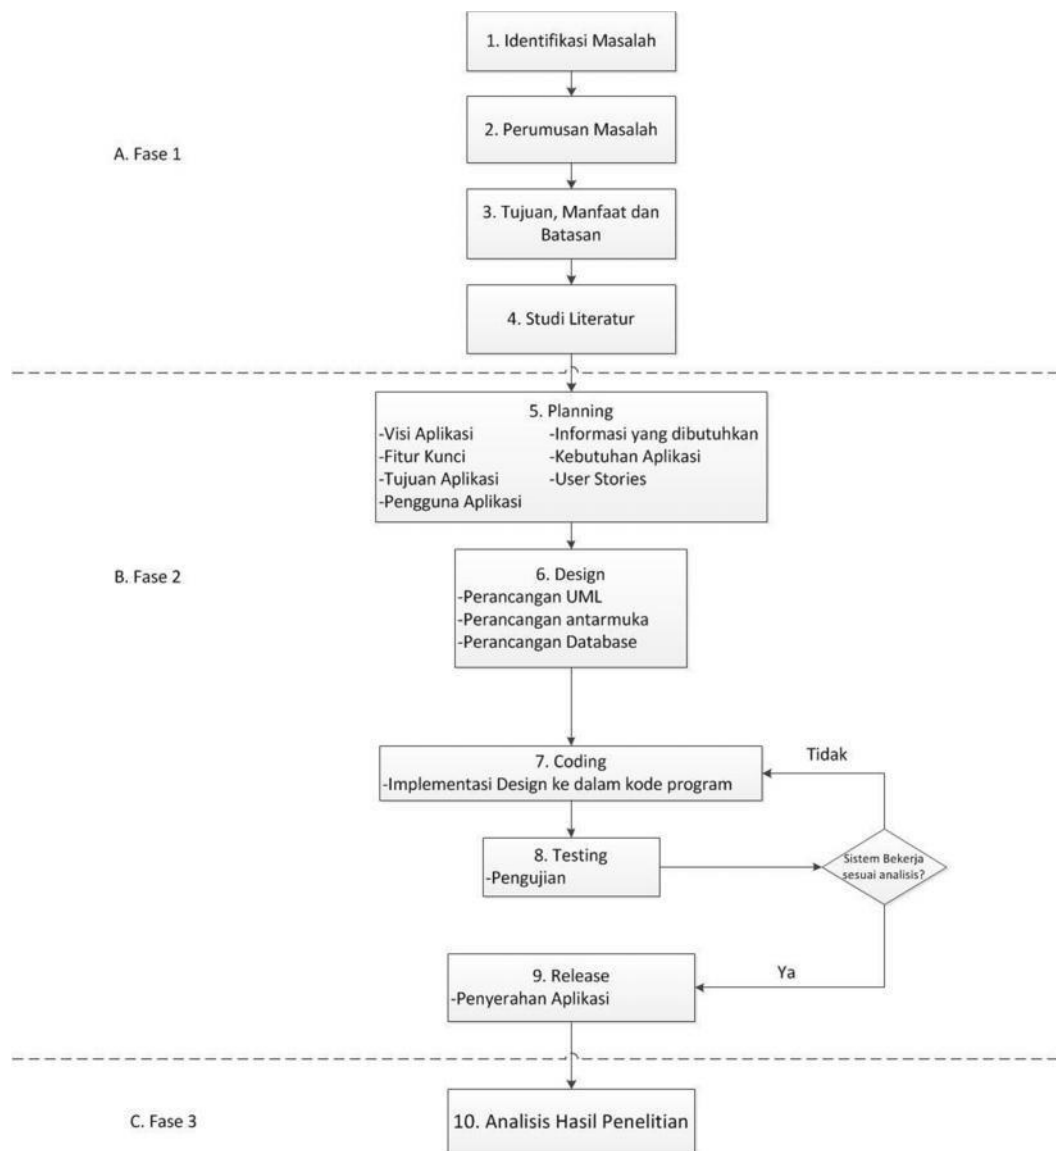 1. Identifikasi Masalah
2. Perumusan Masalah
A. Fase 1
3. Tujuan, Manfaat dan
Batasan
4. Studi Literatur
5. Planning
-Visi Aplikasi
-Fitur Kunci
-Tujuan Aplikasi
-Pengguna Aplikasi
-Informasi yang dibutuhkan
-Kebutuhan Aplikasi
-User Stories
B. Fase 2
6. Design
-Perancangan UML
-Perancangan antarmuka
-Perancangan Database
7. Coding
-Implementasi Design ke dalam kode program
Tidak
8. Testing
-Pengujian
Sistem Bekerja
sesuai analisis?
Ya
9. Release
-Penyerahan Aplikasi
C. Fase 3
10. Analisis Hasil Penelitian